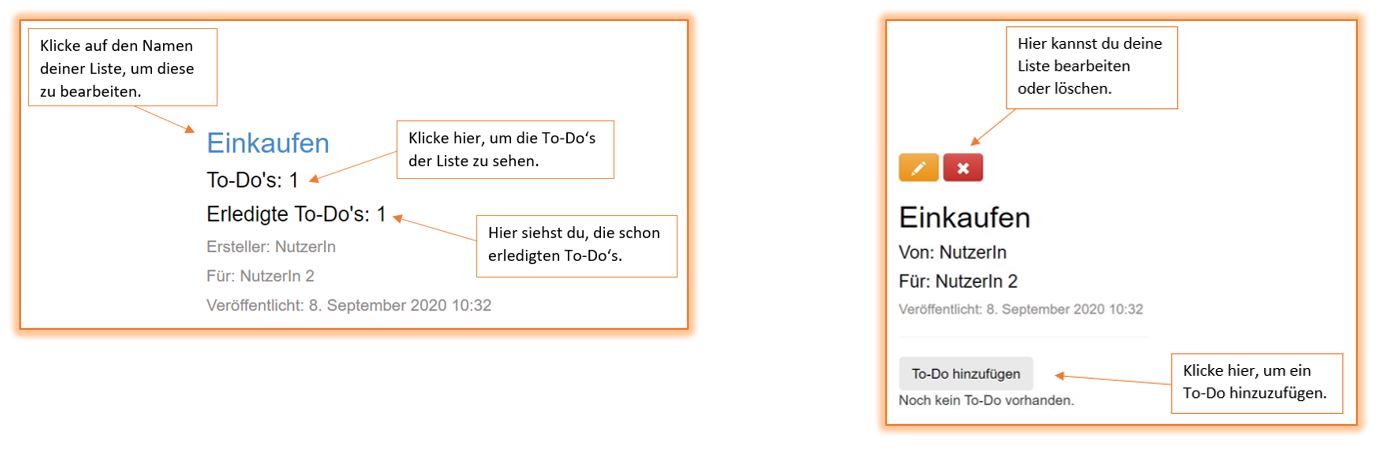 Klicke auf den Namen
deiner Liste, um diese
zu bearbeiten.
Einkaufen
Klicke hier, um die To-Do‘s
der Liste zu sehen.
To-Do's: 1
Erledigte To-Do's: 1
Hier siehst du, die schon
erledigten To-Do‘s.
Ersteller: NutzerIn
Für: NutzerIn 2
Veröffentlicht: 8. September 2020 10:32
Hier kannst du deine
Liste bearbeiten
oder löschen.
Einkaufen
Von: NutzerIn
Für: NutzerIn 2
Veröffentlicht: 8. September 2020 10:32
To-Do hinzufügen
Noch kein To-Do vorhanden.
Klicke hier, um ein
To-Do hinzuzufügen.